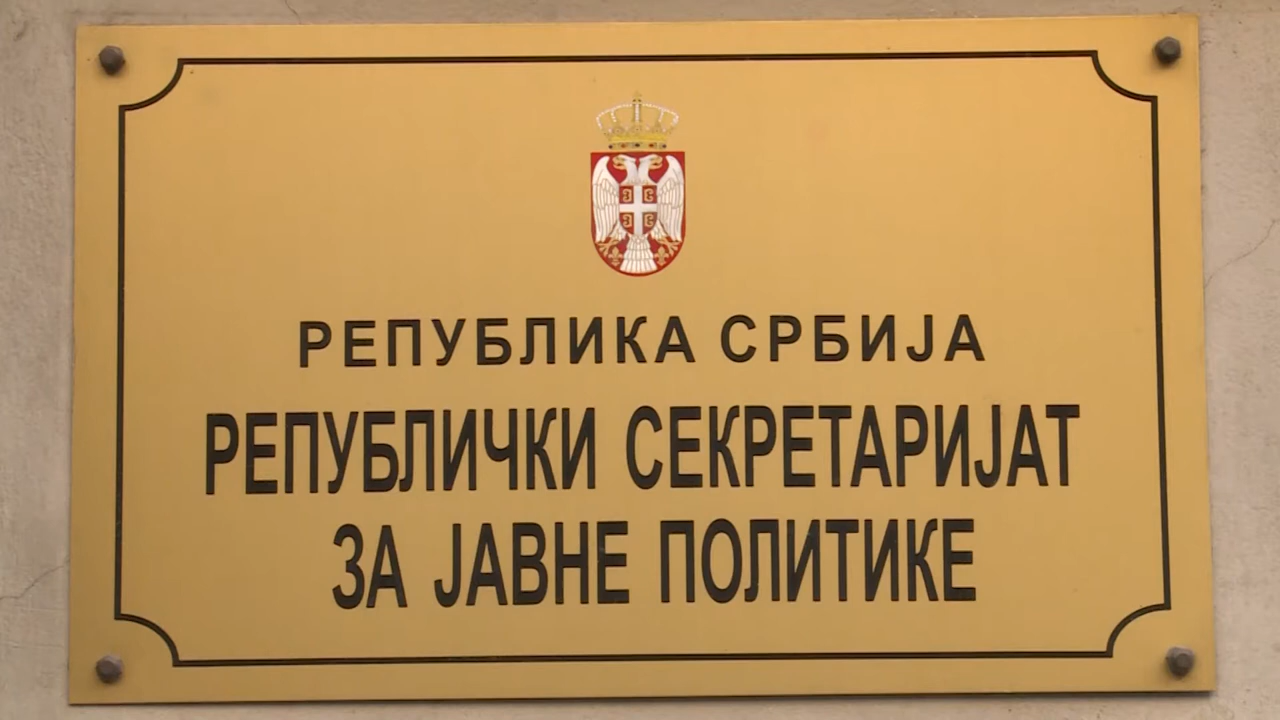 РЕПУБЛИКА СРБИЈА
РЕПУБЛИЧКИ СЕКРЕТАРИЈАТ
ЗА ЈАВНЕ ПОЛИТИКЕ